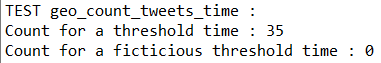 TEST geo_count_tweets_time :
Count for a threshold time : 35
Count for a ficticious threshold time : 0